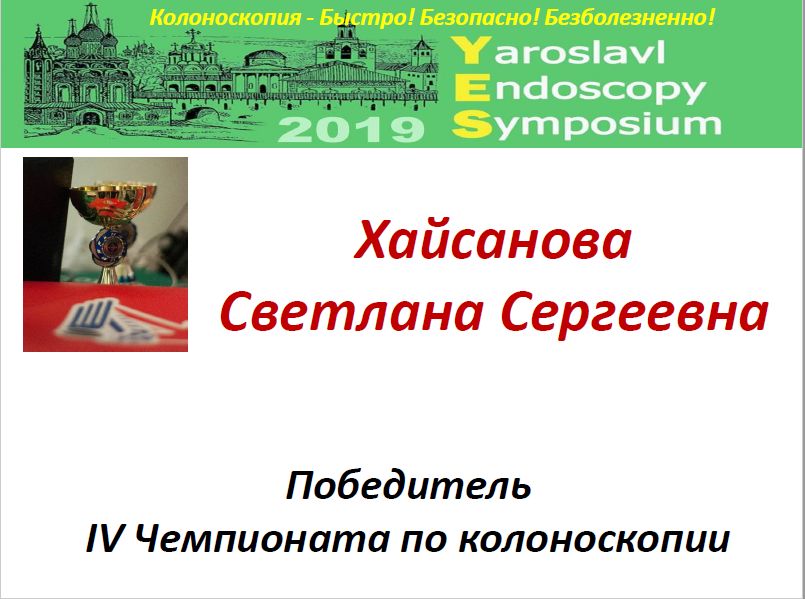 Колоноскопия - Быстро! Безопасно! Безболезненно!
Yaroslavl
Endoscopy
Symposium
2019
Хайсанова
Светлана Сергеевна
Победитель
IV Чемпионата по колоноскопии